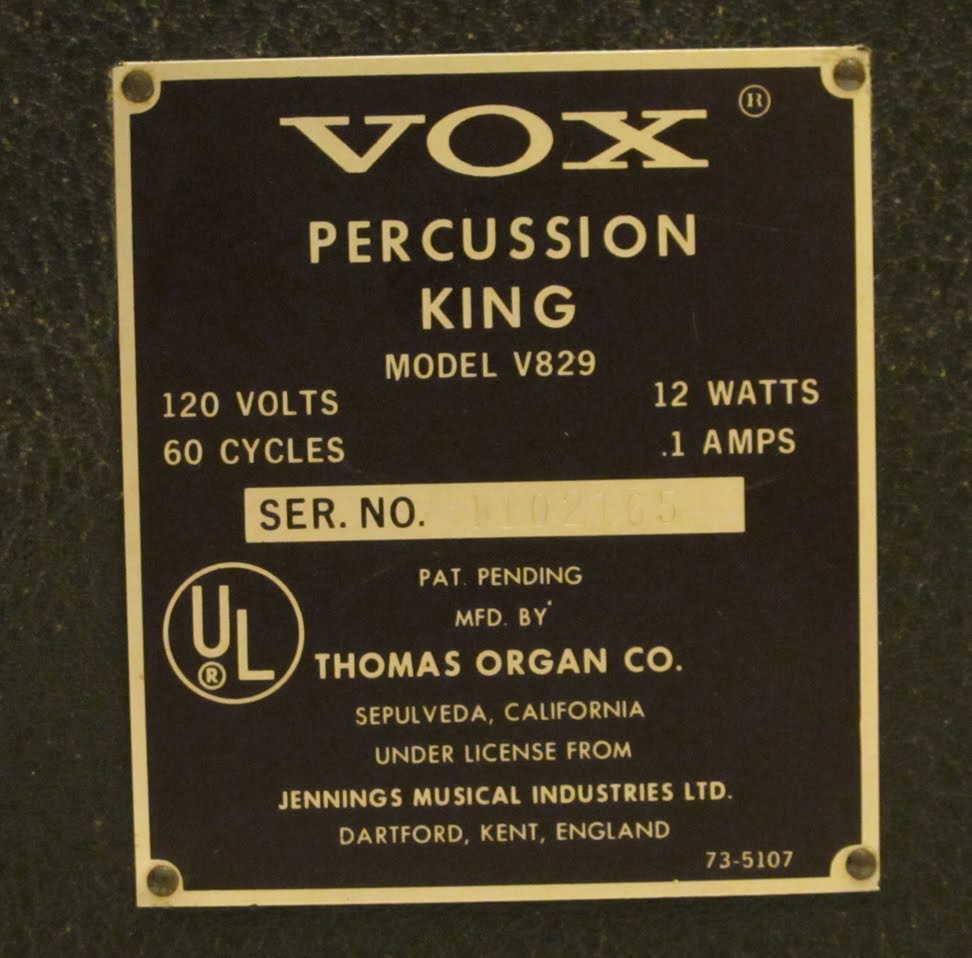 VOX ®
PERCUSSION
KING
MODEL V829
120 VOLTS 12 WATTS
60 CYCLES .1 AMPS
SER. NO. 1102165
PAT. PENDING
MFD. BY
UL ®
THOMAS ORGAN CO.
SEPULVEDA, CALIFORNIA
UNDER LICENSE FROM
JENNINGS MUSICAL INDUSTRIES LTD.
DARTFORD, KENT, ENGLAND
73-5107